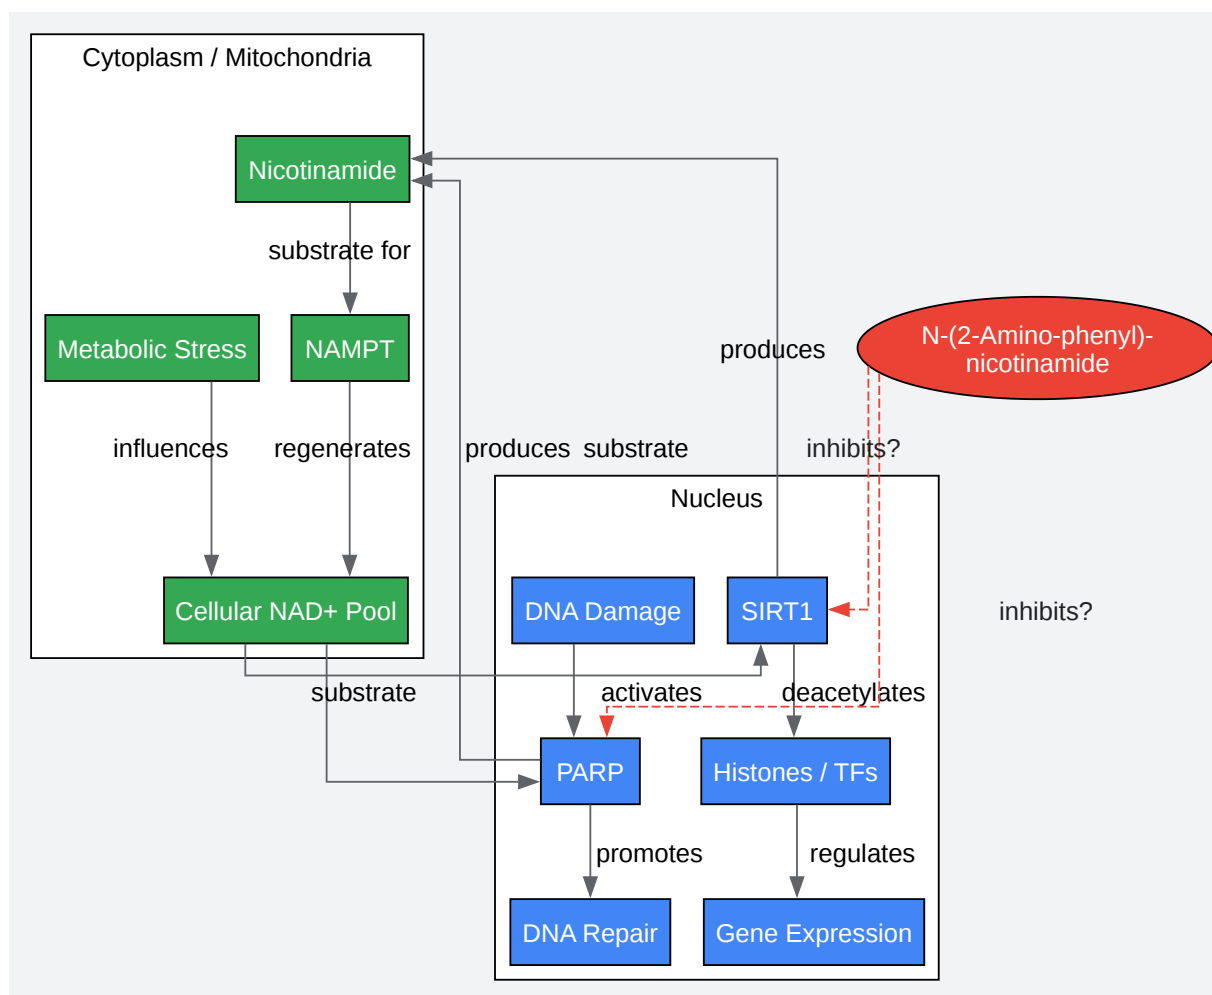 Cytoplasm / Mitochondria
Nicotinamide
substrate for
Metabolic Stress
NAMPT
produces
N-(2-Amino-phenyl)-
nicotinamide
influences
regenerates
produces
substrate
inhibits?
Nucleus
Cellular NAD+ Pool
DNA Damage
SIRT1
inhibits?
substrate
activates
deacetylates
PARP
Histones / TFs
promotes
regulates
DNA Repair
Gene Expression